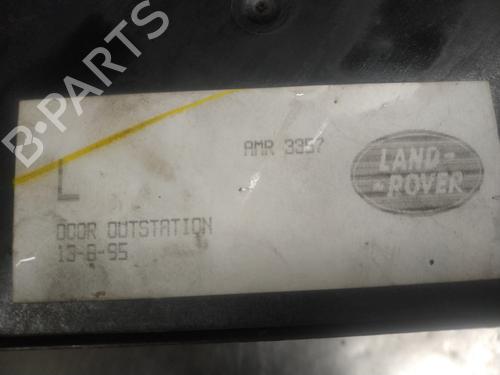 B-PARTS
AMR 3357
LAND-
-ROVER
L
DOOR OUTSTATION
13-8-95